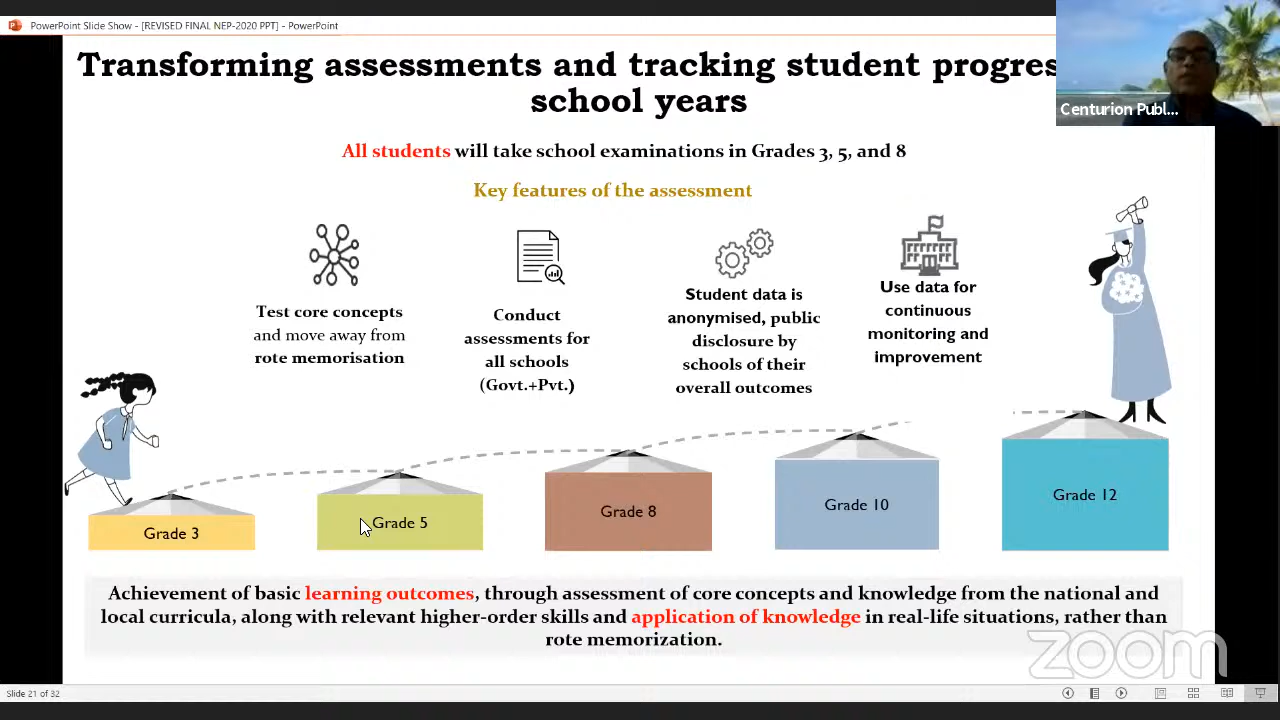 PowerPoint Slide Show - [REVISED FINAL NEP-2020 PPT] - PowerPoint
Transforming assessments and tracking student progres
school years
Centurion Publ...
All students will take school examinations in Grades 3, 5, and 8
Key features of the assessment
Test core concepts
and move away from
rote memorisation
Conduct
assessments for
all schools
(Govt.+Pvt.)
Student data is
anonymised, public
disclosure by
schools of their
overall outcomes
Use data for
continuous
monitoring and
improvement
Grade 3
Grade 5
Grade 8
Grade 10
Grade 12
Achievement of basic learning outcomes, through assessment of core concepts and knowledge from the national and
local curricula, along with relevant higher-order skills and application of knowledge in real-life situations, rather than
rote memorization.
zoom
Slide 21 of 32